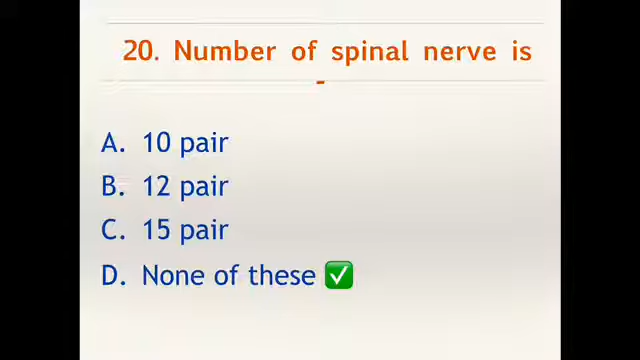 20. Number of spinal nerve is
-
A. 10 pair
B. 12 pair
C. 15 pair
D. None of these ✅